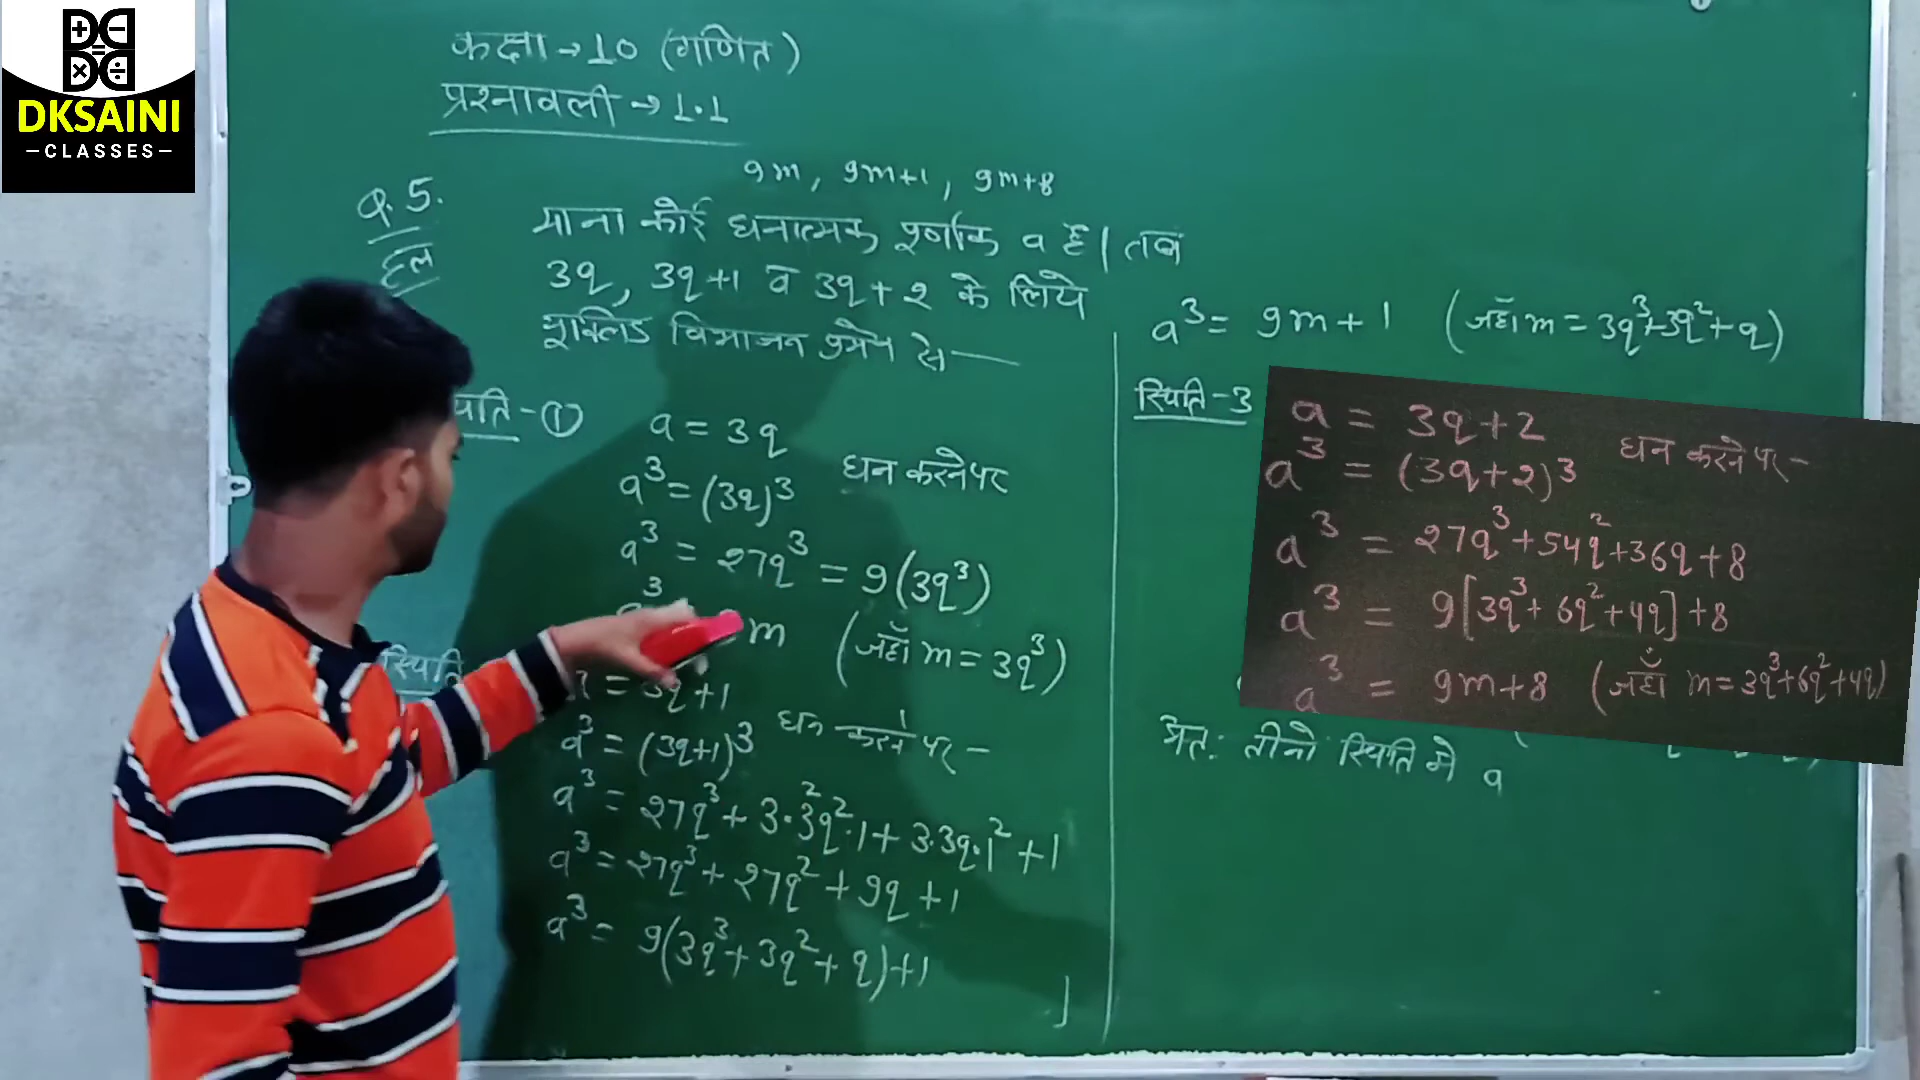 DKSAINI
CLASSES
कक्षा → 10 (गणित)
प्रश्नावली → 1.1
9m, 9m+1, 9m+8
Q.5.
हल
माना कोई धनात्मक पूर्णांक a है। तब
3q, 3q+1 व 3q+2 के लिये
यूक्लिड विभाजन प्रमेय से—
स्थिति-①
a = 3q
घन करने पर
a³ = (3q)³
a³ = 27q³ = 9(3q³)
m (जहाँ m = 3q³)
स्थिति
= 3q+1
घन करने पर -
a³ = (3q+1)³
a³ = 27q³ + 3·3²q²·1 + 3·3q·1² + 1
a³ = 27q³ + 27q² + 9q + 1
a³ = 9(3q³ + 3q² + q) + 1
a³ = 9m + 1 (जहाँ m = 3q³+3q²+q)
स्थिति-3
a = 3q+2
घन करने पर -
a³ = (3q+2)³
a³ = 27q³+54q²+36q+8
a³ = 9[3q³+6q²+4q]+8
a³ = 9m+8 (जहाँ m=3q³+6q²+4q)
अतः तीनो स्थिति मे a